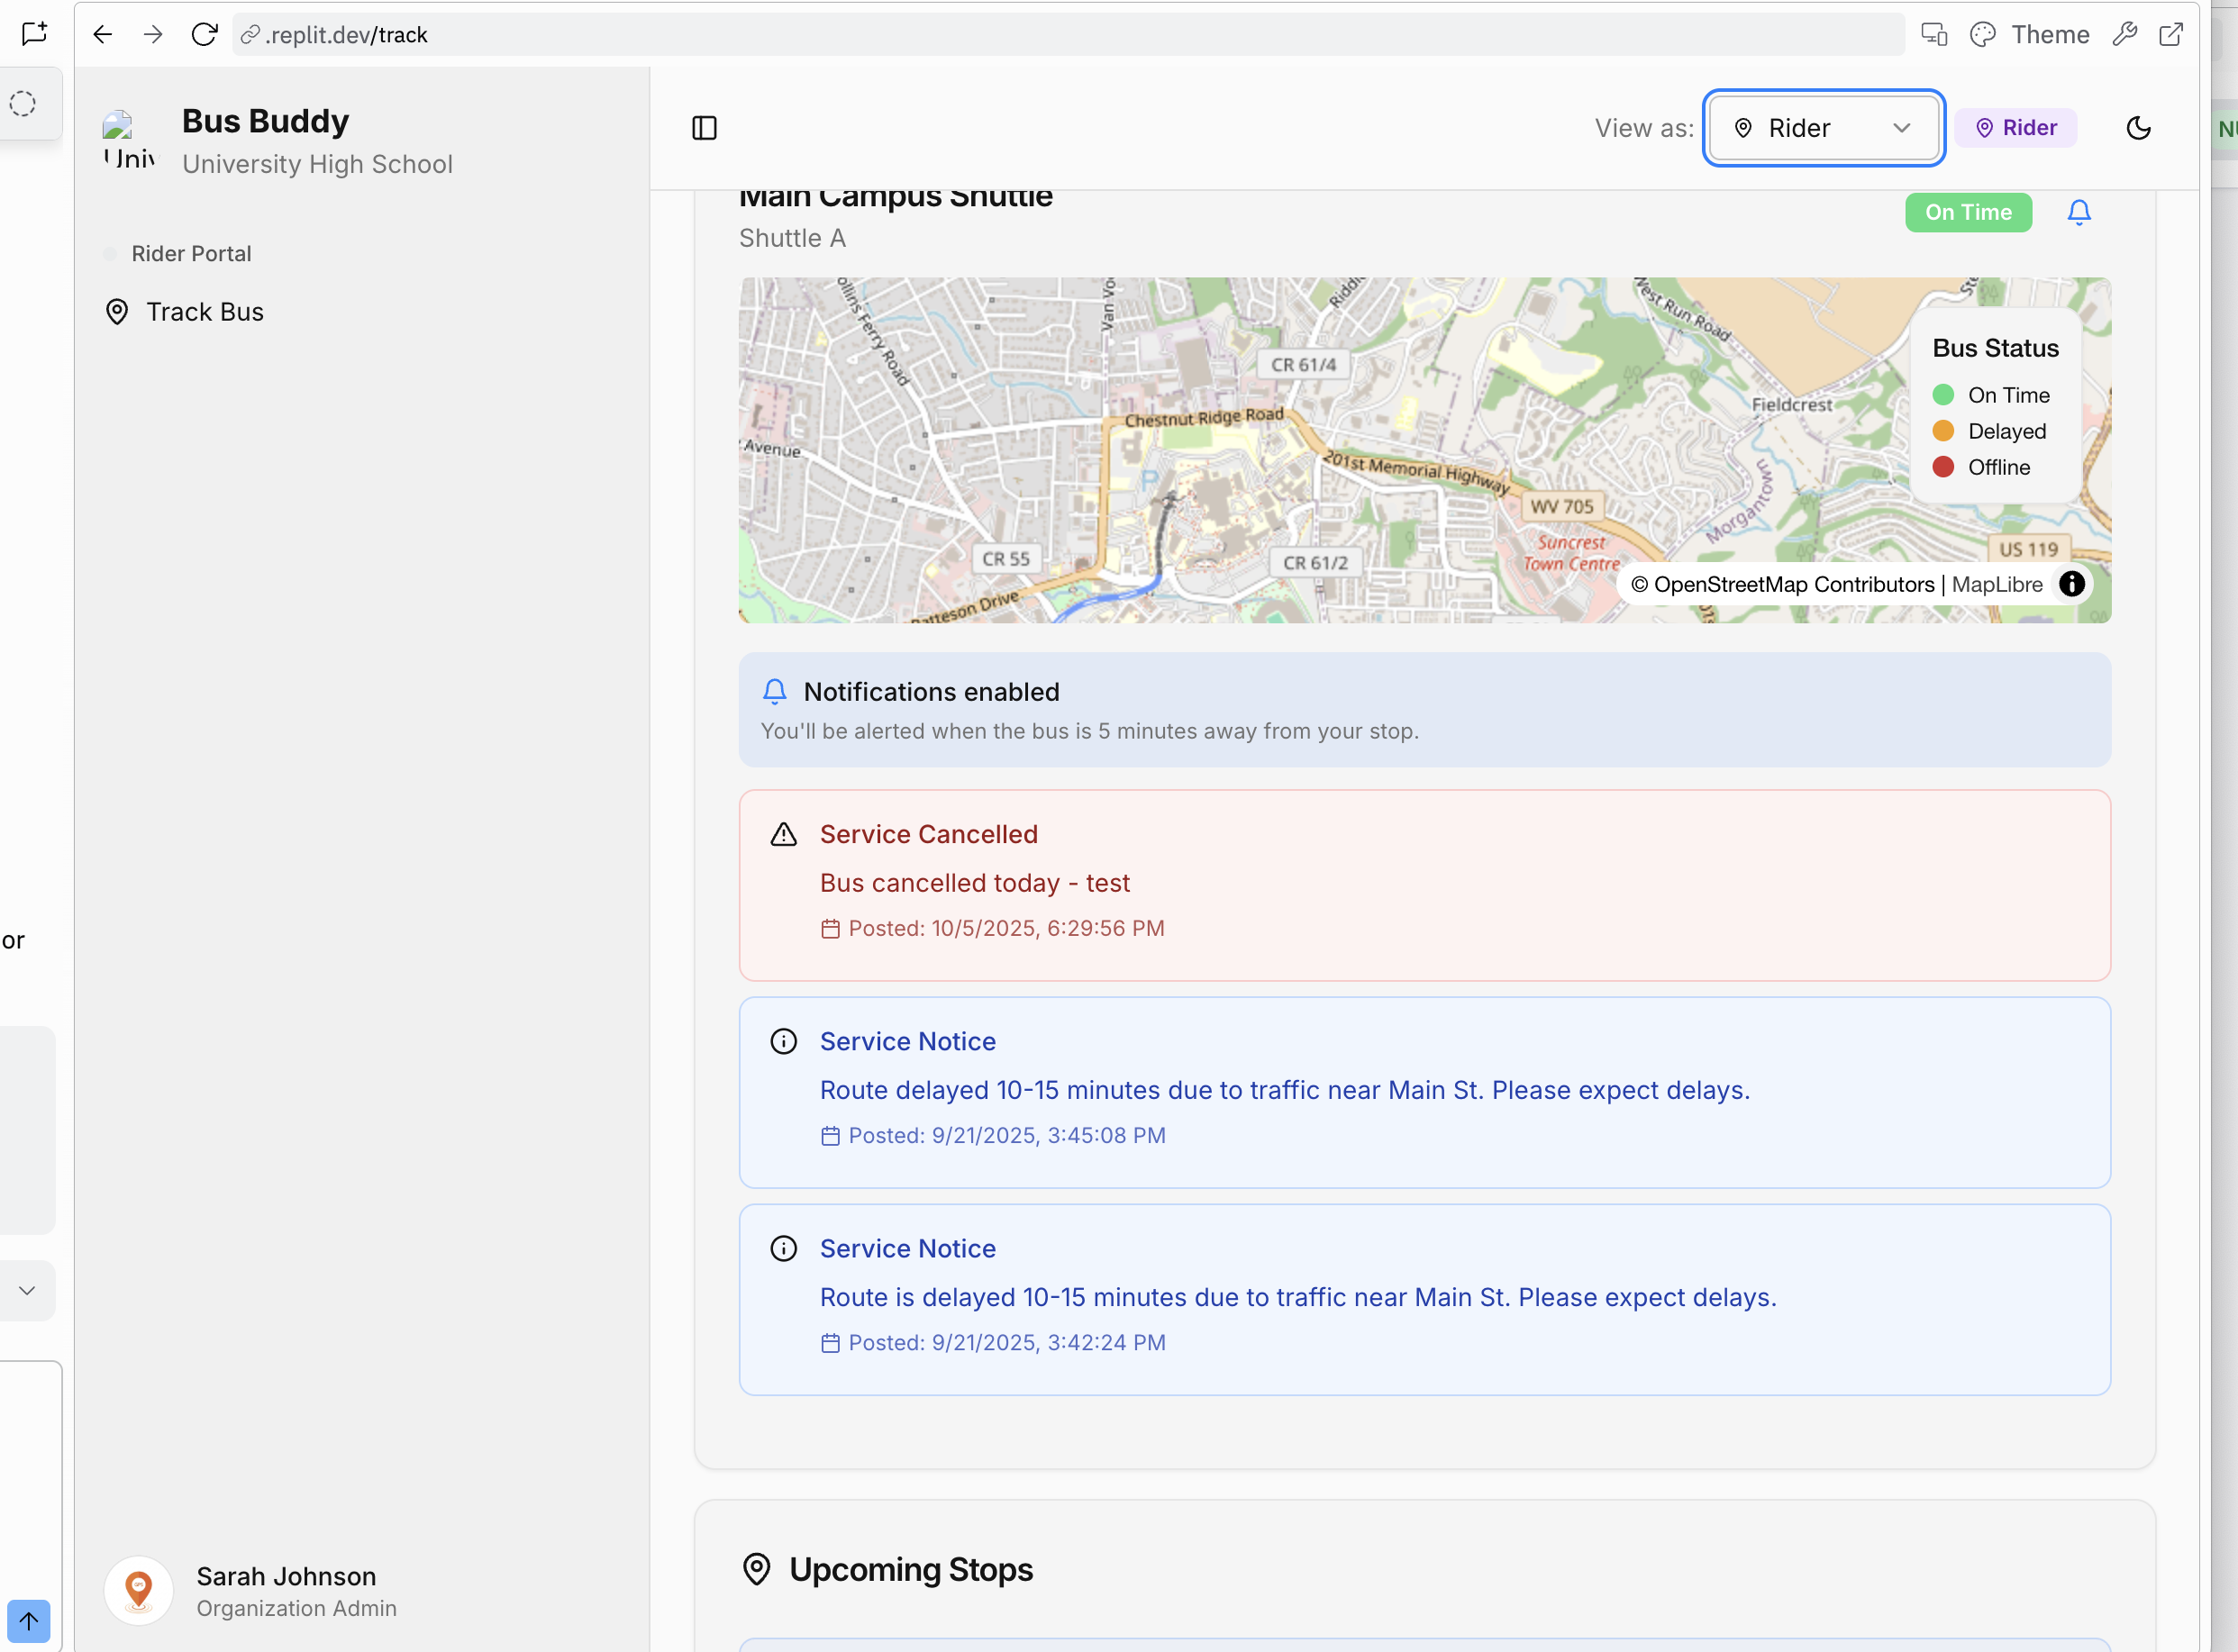 .replit.dev/track
Theme
Bus Buddy
University High School
Rider Portal
Track Bus
View as:
Rider
Rider
Main Campus Shuttle
Shuttle A
On Time
Chestnut Ridge Road
CR 61/4
Avenue
201st Memorial Highway
WV 705
CR 55
CR 61/2
Suncrest
Town Centre
Patteson Drive
West Run Road
Fieldcrest
US 119
Bus Status
On Time
Delayed
Offline
© OpenStreetMap Contributors | MapLibre
Notifications enabled
You'll be alerted when the bus is 5 minutes away from your stop.
Service Cancelled
Bus cancelled today - test
Posted: 10/5/2025, 6:29:56 PM
Service Notice
Route delayed 10-15 minutes due to traffic near Main St. Please expect delays.
Posted: 9/21/2025, 3:45:08 PM
or
Service Notice
Route is delayed 10-15 minutes due to traffic near Main St. Please expect delays.
Posted: 9/21/2025, 3:42:24 PM
Upcoming Stops
Sarah Johnson
Organization Admin